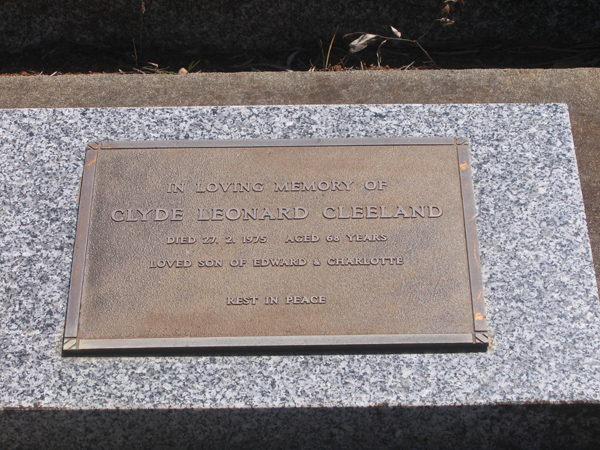 IN LOVING MEMORY OF
CLYDE LEONARD CLEELAND
DIED 27. 2. 1975 AGED 68 YEARS
LOVED SON OF EDWARD & CHARLOTTE
REST IN PEACE